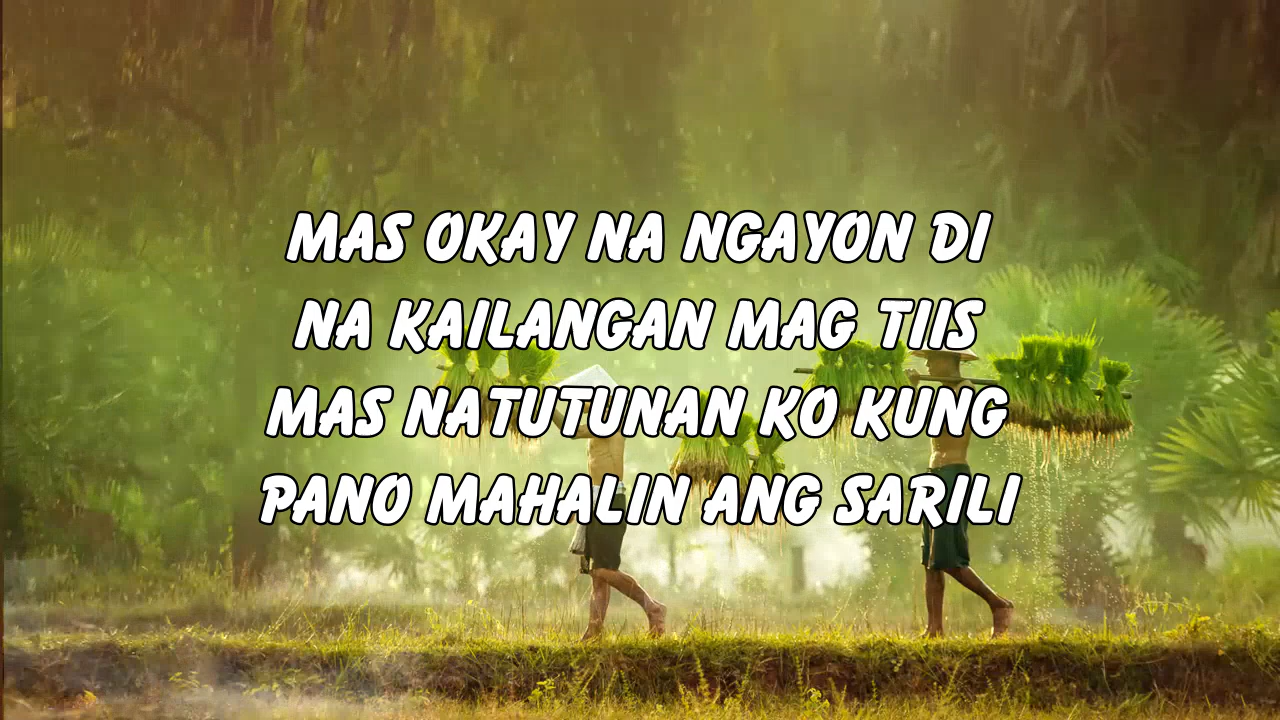 MAS OKAY NA NGAYON DI
NA KAILANGAN MAG TIIS
MAS NATUTUNAN KO KUNG
PANO MAHALIN ANG SARILI